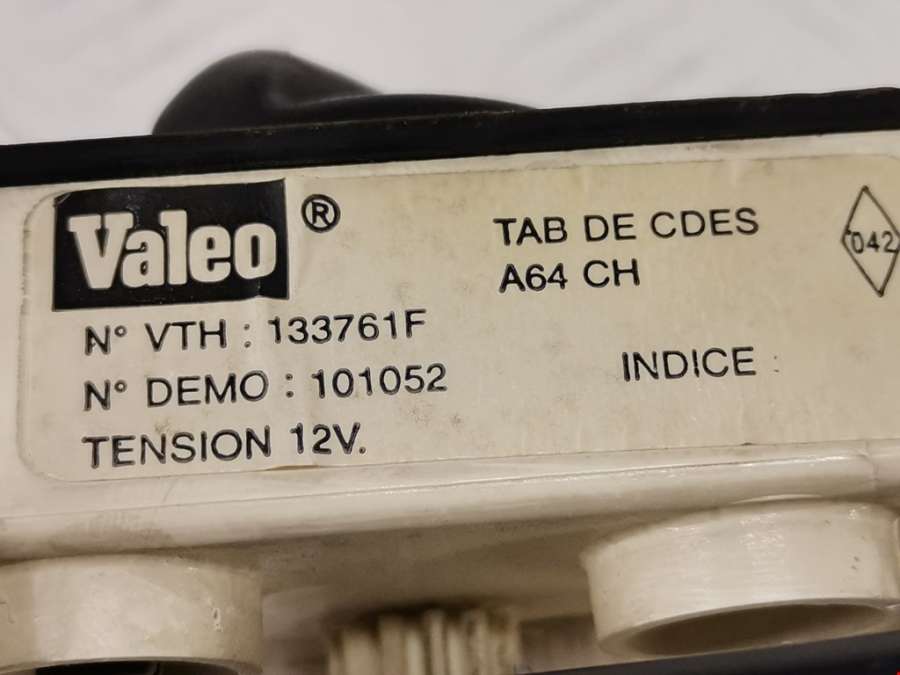 Valeo ®
TAB DE CDES
A64 CH
042
N° VTH : 133761F
N° DEMO : 101052
INDICE :
TENSION 12V.